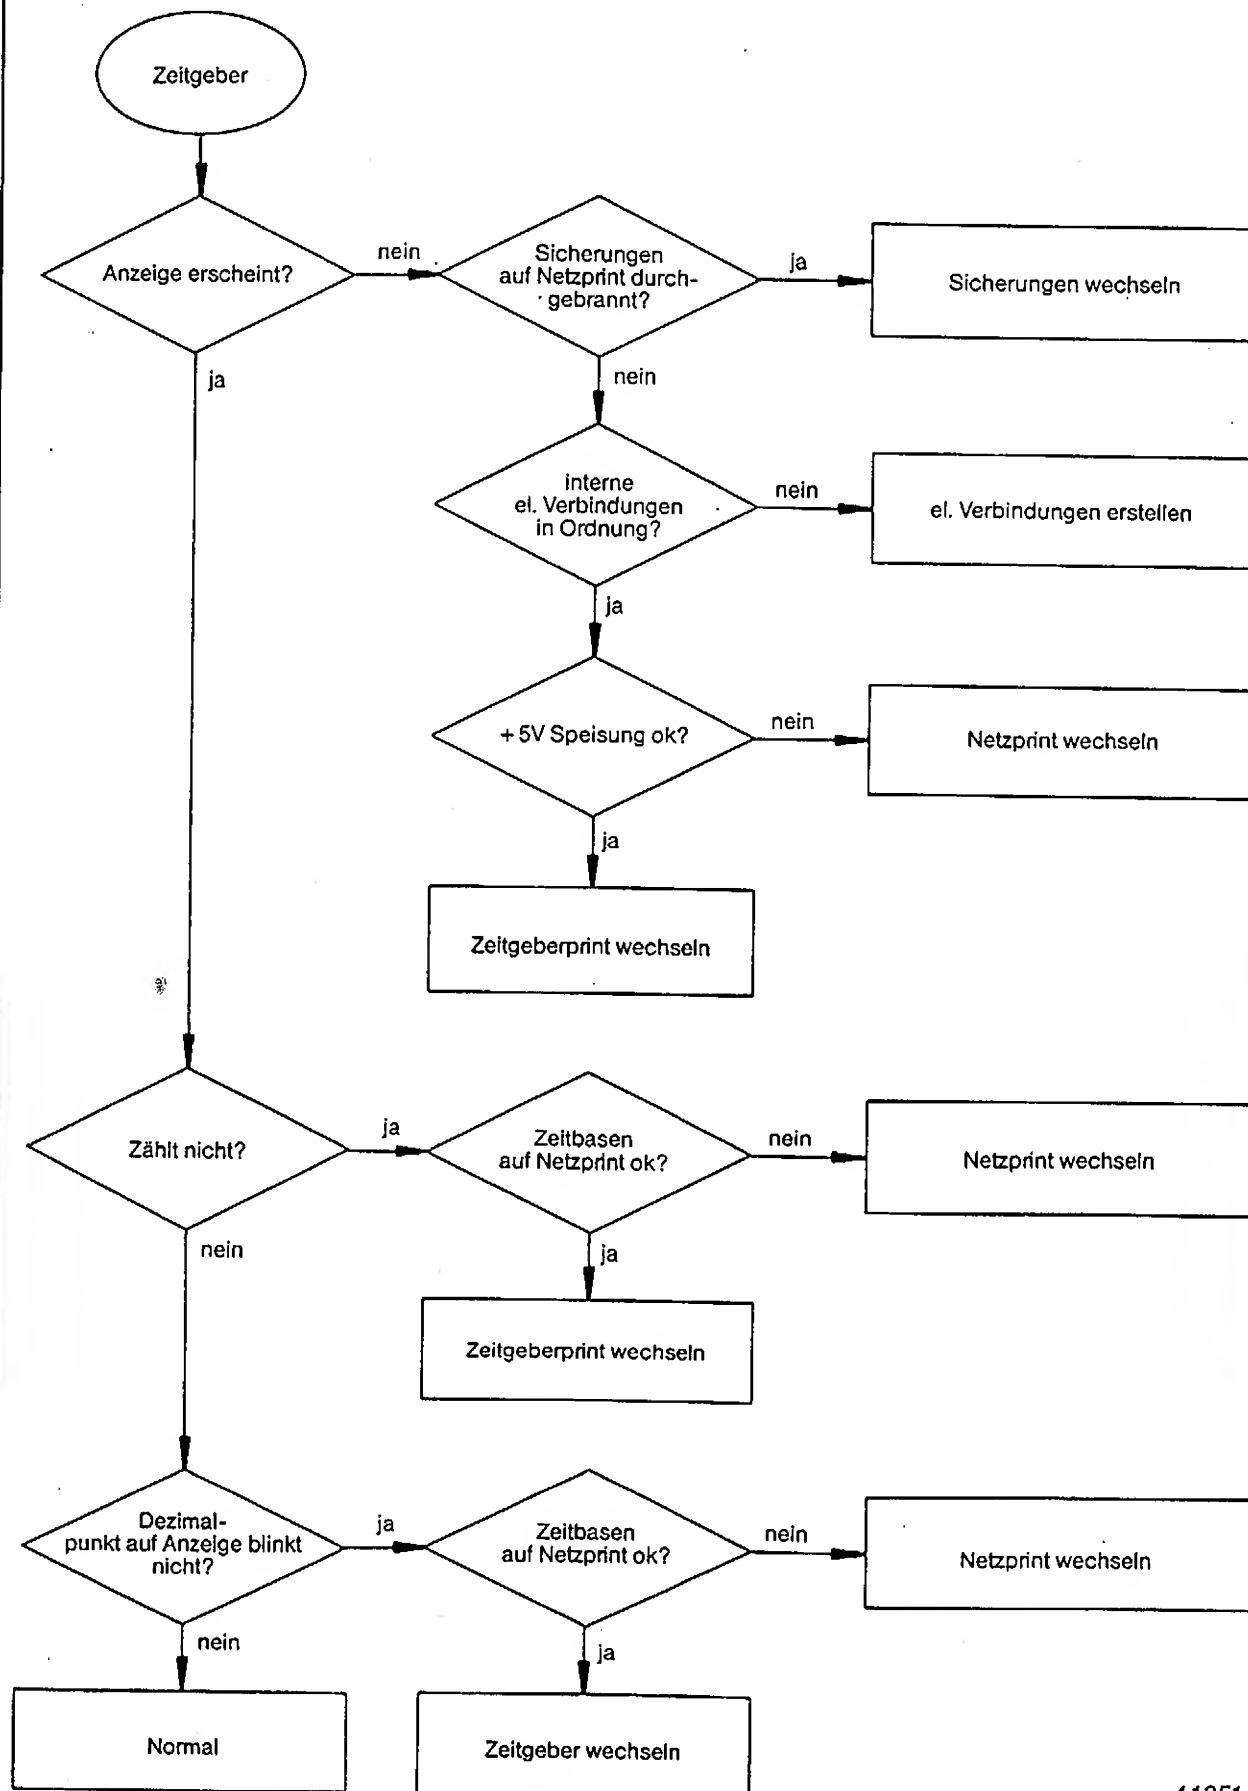 Zeitgeber
Anzeige erscheint?
nein
Sicherungen
auf Netzprint durch-
gebrannt?
ja
Sicherungen wechseln
ja
nein
interne
el. Verbindungen
in Ordnung?
nein
el. Verbindungen erstellen
ja
+ 5V Speisung ok?
nein
Netzprint wechseln
ja
Zeitgeberprint wechseln
Zählt nicht?
ja
Zeitbasen
auf Netzprint ok?
nein
Netzprint wechseln
nein
ja
Zeitgeberprint wechseln
Dezimal-
punkt auf Anzeige blinkt
nicht?
ja
Zeitbasen
auf Netzprint ok?
nein
Netzprint wechseln
nein
ja
Normal
Zeitgeber wechseln